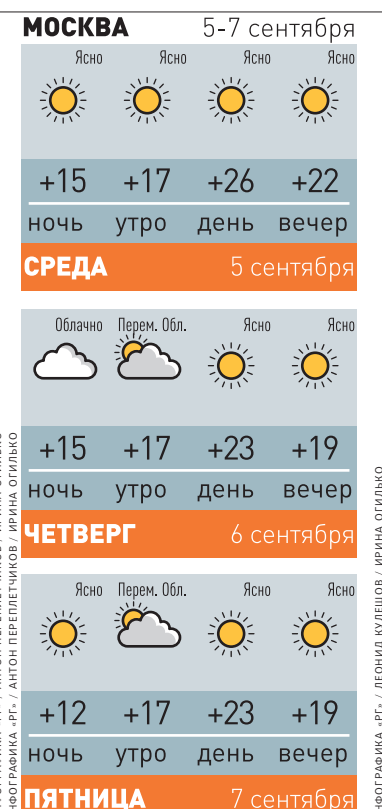 МОСКВА 5-7 сентября
Ясно Ясно Ясно Ясно
+15 +17 +26 +22
ночь утро день вечер
СРЕДА 5 сентября
Облачно Перем. Обл. Ясно Ясно
+15 +17 +23 +19
ночь утро день вечер
ЧЕТВЕРГ 6 сентября
Ясно Перем. Обл. Ясно Ясно
+12 +17 +23 +19
ночь утро день вечер
ПЯТНИЦА 7 сентября
«РГ» / АНТОН ПЕРЕПЛЕТЧИКОВ / ИРИНА ОГИЛЬКО
«РГ» / ЛЕОНИД КУЛЕШОВ / ИРИНА ОГИЛЬКО